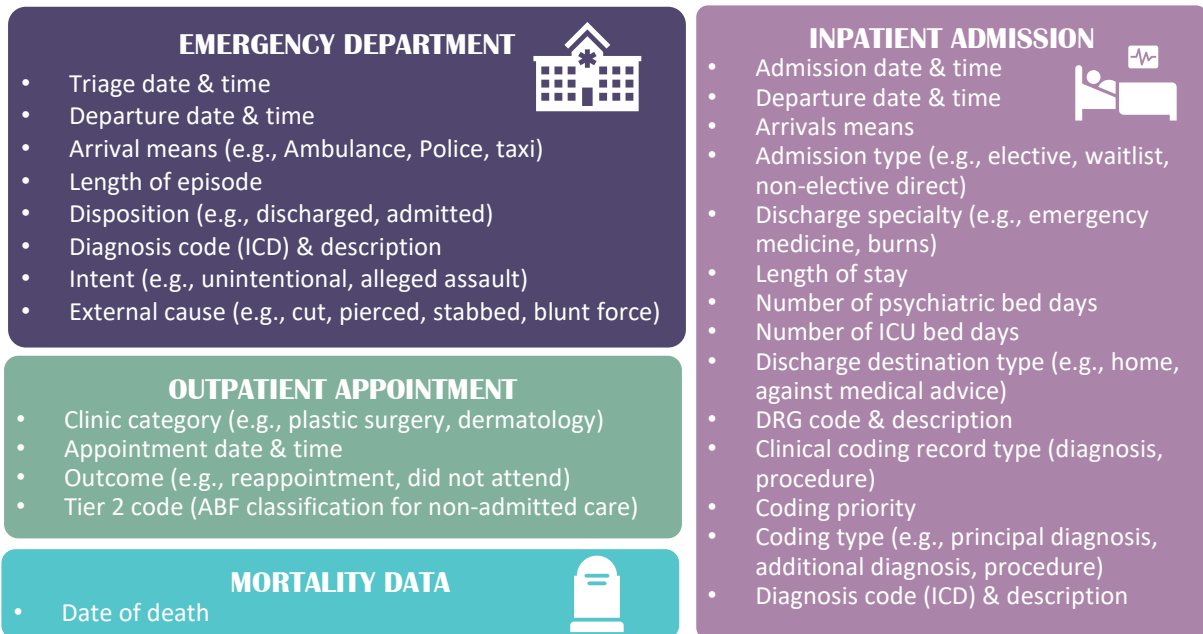 EMERGENCY DEPARTMENT
• Triage date & time
• Departure date & time
• Arrival means (e.g., Ambulance, Police, taxi)
• Length of episode
• Disposition (e.g., discharged, admitted)
• Diagnosis code (ICD) & description
• Intent (e.g., unintentional, alleged assault)
• External cause (e.g., cut, pierced, stabbed, blunt force)
OUTPATIENT APPOINTMENT
• Clinic category (e.g., plastic surgery, dermatology)
• Appointment date & time
• Outcome (e.g., reappointment, did not attend)
• Tier 2 code (ABF classification for non-admitted care)
MORTALITY DATA
• Date of death
INPATIENT ADMISSION
• Admission date & time
• Departure date & time
• Arrivals means
• Admission type (e.g., elective, waitlist,
non-elective direct)
• Discharge specialty (e.g., emergency
medicine, burns)
• Length of stay
• Number of psychiatric bed days
• Number of ICU bed days
• Discharge destination type (e.g., home,
against medical advice)
• DRG code & description
• Clinical coding record type (diagnosis,
procedure)
• Coding priority
• Coding type (e.g., principal diagnosis,
additional diagnosis, procedure)
• Diagnosis code (ICD) & description